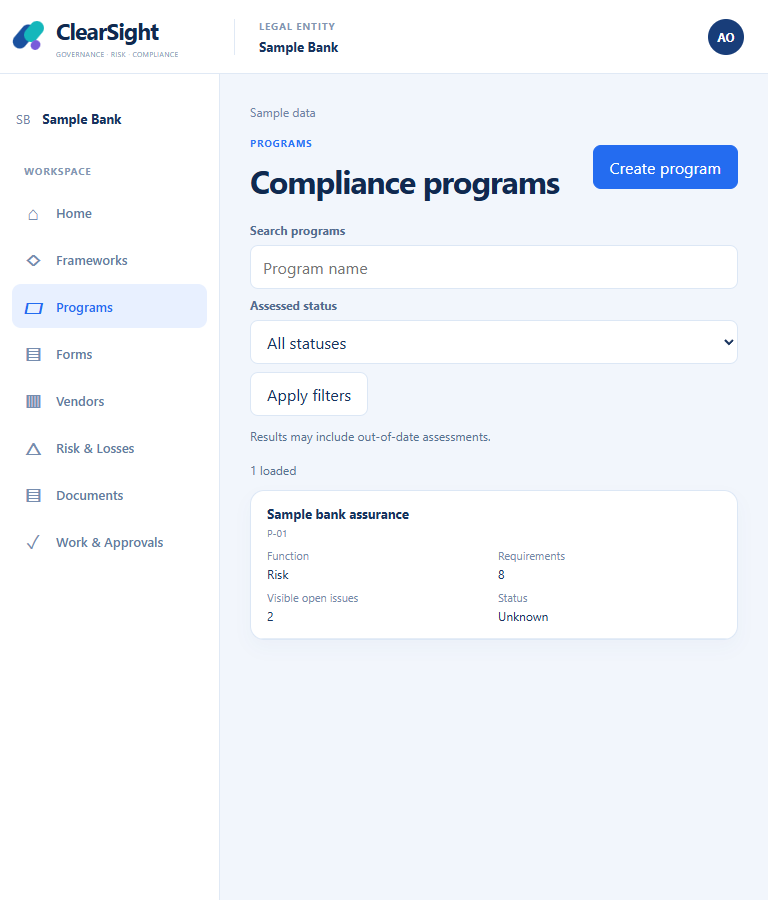 ClearSight
GOVERNANCE · RISK · COMPLIANCE
LEGAL ENTITY
Sample Bank
AO
SB Sample Bank
WORKSPACE
Home
Frameworks
Programs
Forms
Vendors
Risk & Losses
Documents
Work & Approvals
Sample data
PROGRAMS
Compliance programs
Create program
Search programs
Program name
Assessed status
All statuses
Apply filters
Results may include out-of-date assessments.
1 loaded
Sample bank assurance
P-01
Function
Risk
Requirements
8
Visible open issues
2
Status
Unknown